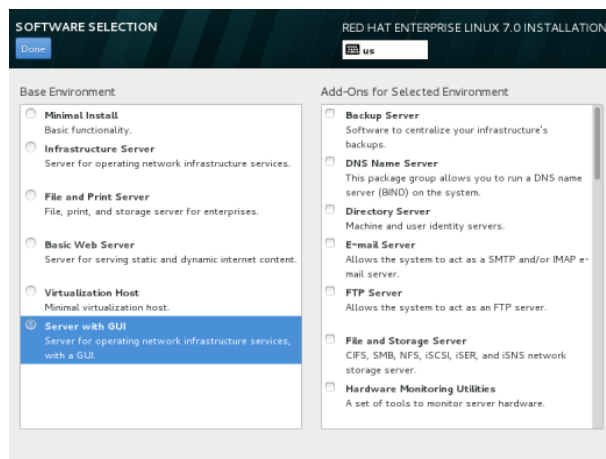 SOFTWARE SELECTION
Done
RED HAT ENTERPRISE LINUX 7.0 INSTALLATION
us
Base Environment
Minimal Install
Basic functionality.
Infrastructure Server
Server for operating network infrastructure services.
File and Print Server
File, print, and storage server for enterprises.
Basic Web Server
Server for serving static and dynamic internet content.
Virtualization Host
Minimal virtualization host.
Server with GUI
Server for operating network infrastructure services,
with a GUI.
Add-Ons for Selected Environment
Backup Server
Software to centralize your infrastructure's
backups.
DNS Name Server
This package group allows you to run a DNS name
server (BIND) on the system.
Directory Server
Machine and user identity servers.
E-mail Server
Allows the system to act as a SMTP and/or IMAP e-
mail server.
FTP Server
Allows the system to act as an FTP server.
File and Storage Server
CIFS, SMB, NFS, iSCSI, iSER, and iSNS network
storage server.
Hardware Monitoring Utilities
A set of tools to monitor server hardware.